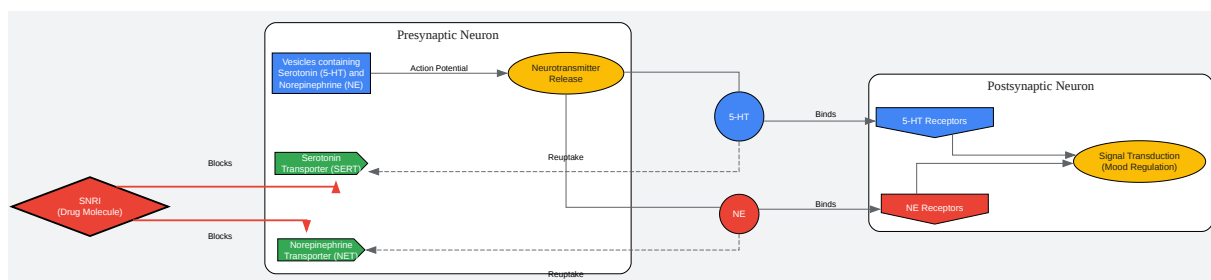 Presynaptic Neuron
Vesicles containing
Serotonin (5-HT) and
Norepinephrine (NE)
Action Potential
Neurotransmitter
Release
Postsynaptic Neuron
5-HT
Binds
5-HT Receptors
Blocks
Serotonin
Transporter (SERT)
Reuptake
Signal Transduction
(Mood Regulation)
SNRI
(Drug Molecule)
NE
Binds
NE Receptors
Blocks
Norepinephrine
Transporter (NET)
Reuptake